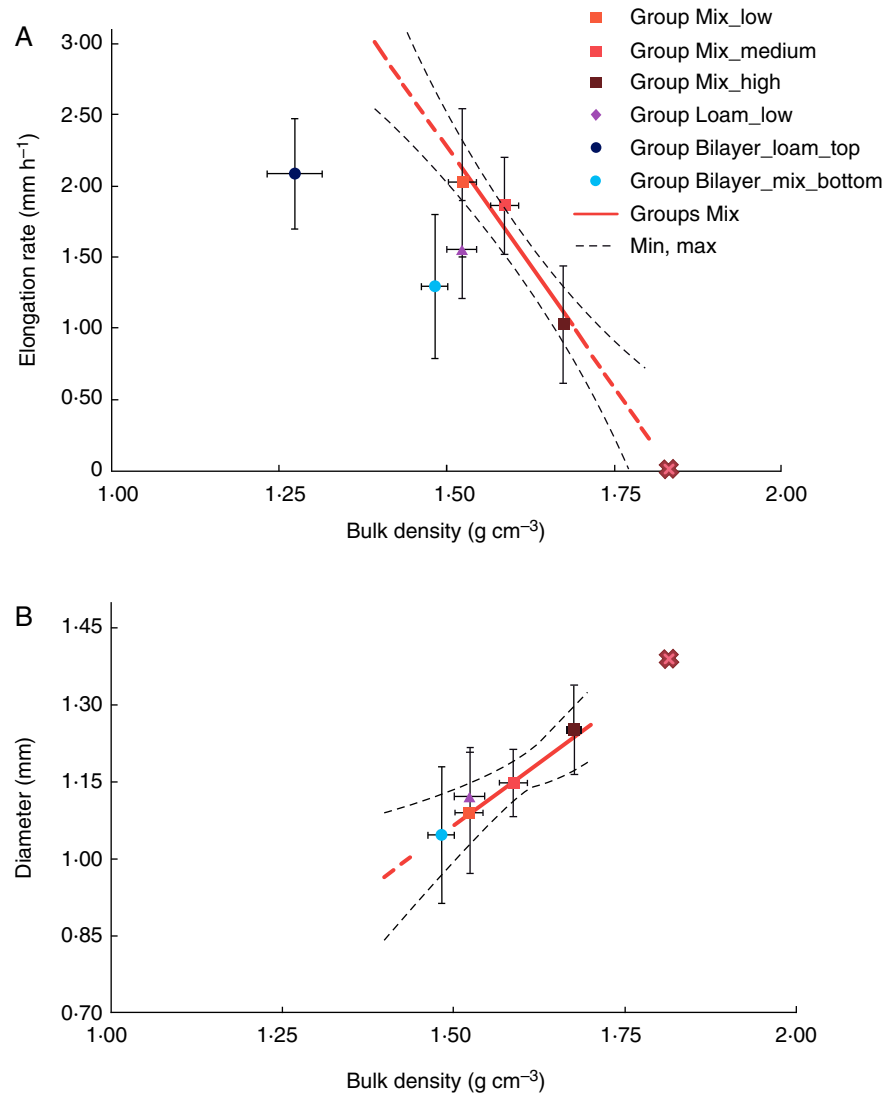 A
3·00
2·50
2·00
1·50
1·00
0·50
0
Elongation rate (mm h⁻¹)
1·00
1·25
1·50
1·75
2·00
Bulk density (g cm⁻³)
Group Mix_low
Group Mix_medium
Group Mix_high
Group Loam_low
Group Bilayer_loam_top
Group Bilayer_mix_bottom
Groups Mix
Min, max
B
1·45
1·30
1·15
1·00
0·85
0·70
Diameter (mm)
1·00
1·25
1·50
1·75
2·00
Bulk density (g cm⁻³)